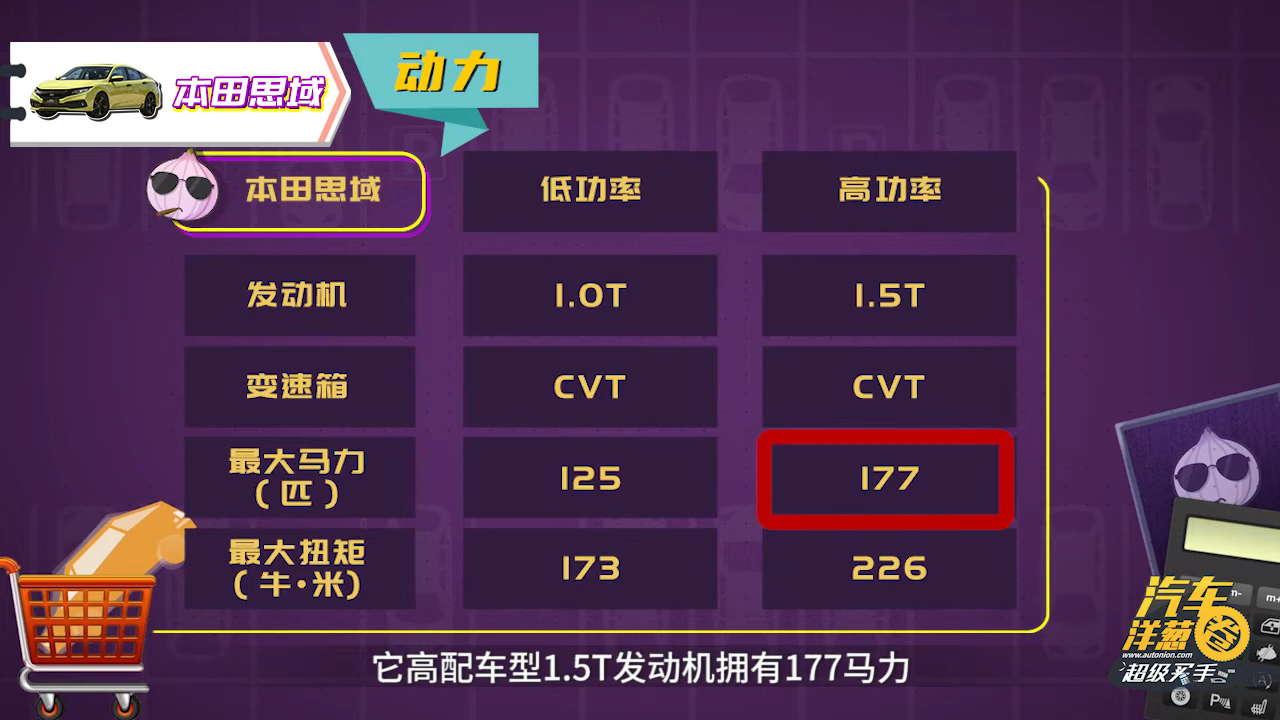 本田思域
动力
本田思域 低功率 高功率
发动机 1.0T 1.5T
变速箱 CVT CVT
最大马力
(匹) 125 177
最大扭矩
(牛·米) 173 226
它高配车型1.5T发动机拥有177马力
汽车
洋葱圈
www.autonion.com
超级买手
m+
P